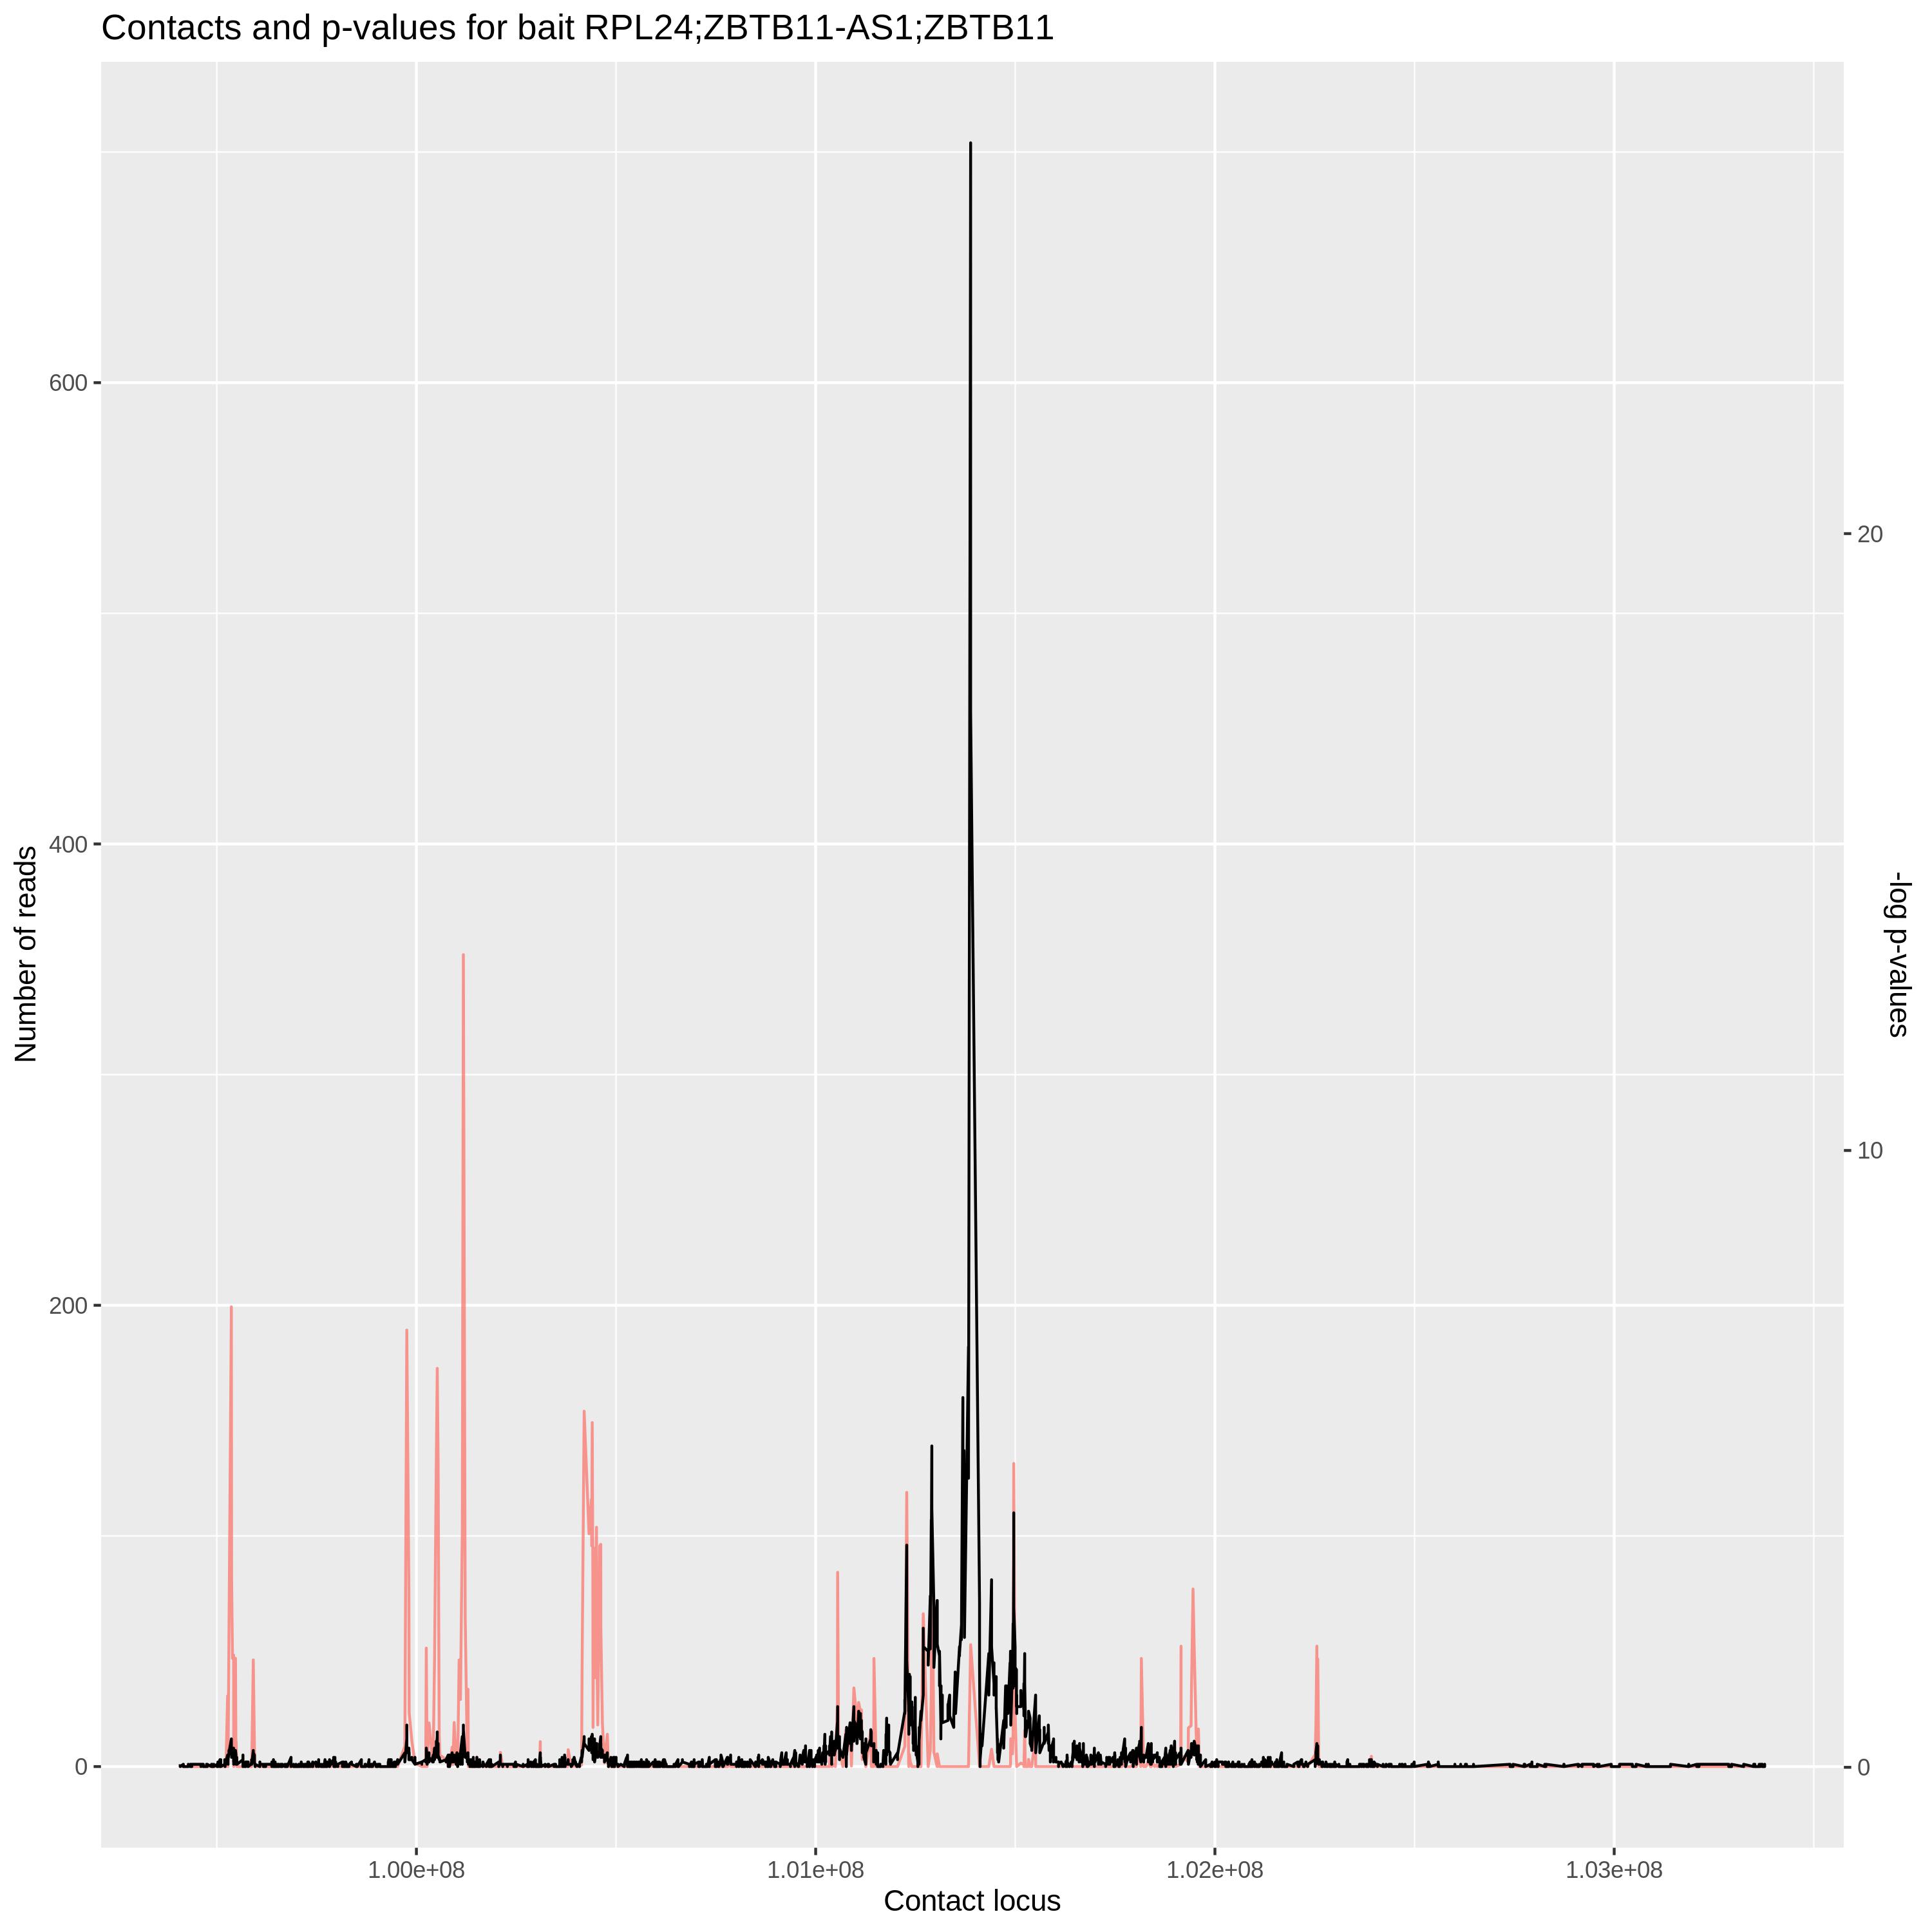 Contacts and p-values for bait RPL24;ZBTB11-AS1;ZBTB11
Number of reads
600
400
200
0
20
10
0
-log p-values
1.00e+08
1.01e+08
1.02e+08
1.03e+08
Contact locus